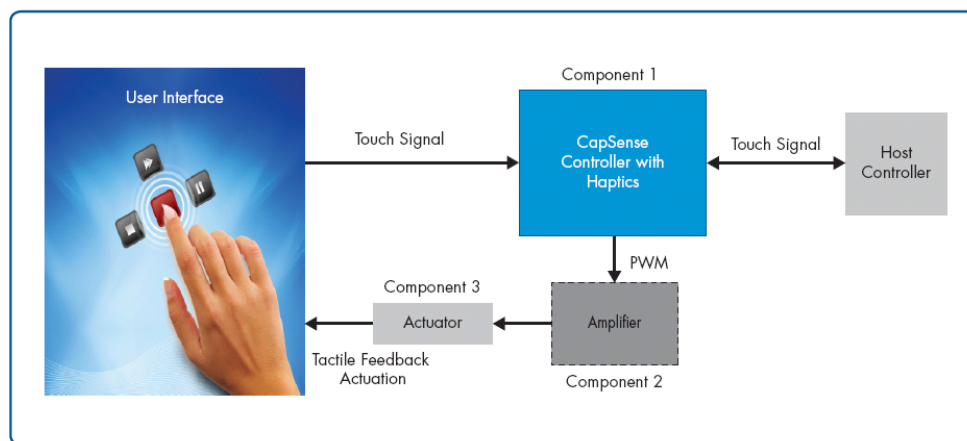 User Interface
Component 1
Touch Signal
CapSense
Controller with
Haptics
Touch Signal
Host
Controller
PWM
Component 3
Actuator
Amplifier
Tactile Feedback
Actuation
Component 2